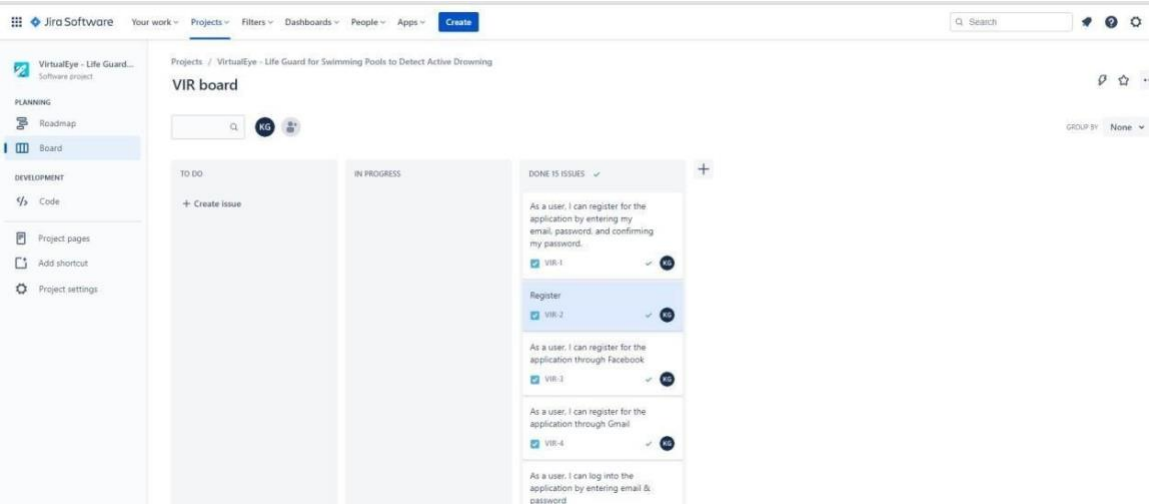 Jira Software Your work Projects Filters Dashboards People Apps Create Search
VirtualEye - Life Guard...
Software project
PLANNING
Roadmap
Board
DEVELOPMENT
Code
Project pages
Add shortcut
Project settings
Projects / VirtualEye - Life Guard for Swimming Pools to Detect Active Drowning
VIR board
KG
GROUP BY None
TO DO
+ Create issue
IN PROGRESS
DONE 15 ISSUES
As a user, I can register for the
application by entering my
email, password, and confirming
my password.
VIR-1 KG
Register
VIR-2 KG
As a user, I can register for the
application through Facebook
VIR-3 KG
As a user, I can register for the
application through Gmail
VIR-4 KG
As a user, I can log into the
application by entering email &
password